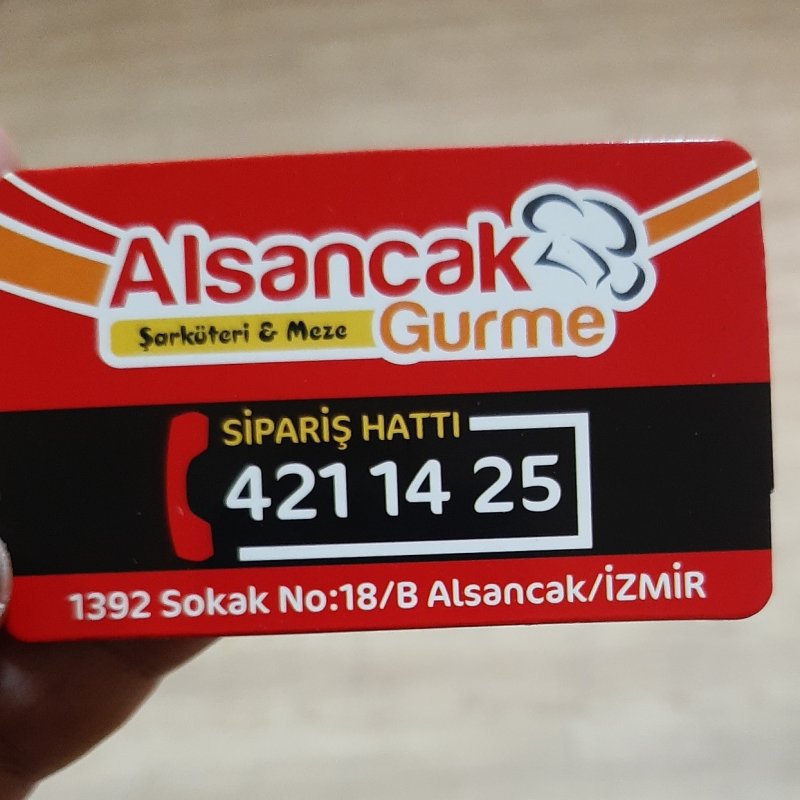 Alsancak
Şarküteri & Meze Gurme
SİPARİŞ HATTI
421 14 25
1392 Sokak No:18/B Alsancak/İZMİR